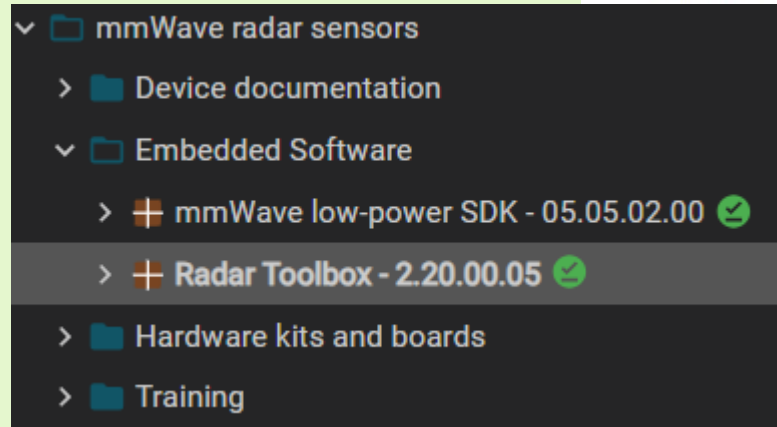 mmWave radar sensors
Device documentation
Embedded Software
mmWave low-power SDK - 05.05.02.00
Radar Toolbox - 2.20.00.05
Hardware kits and boards
Training